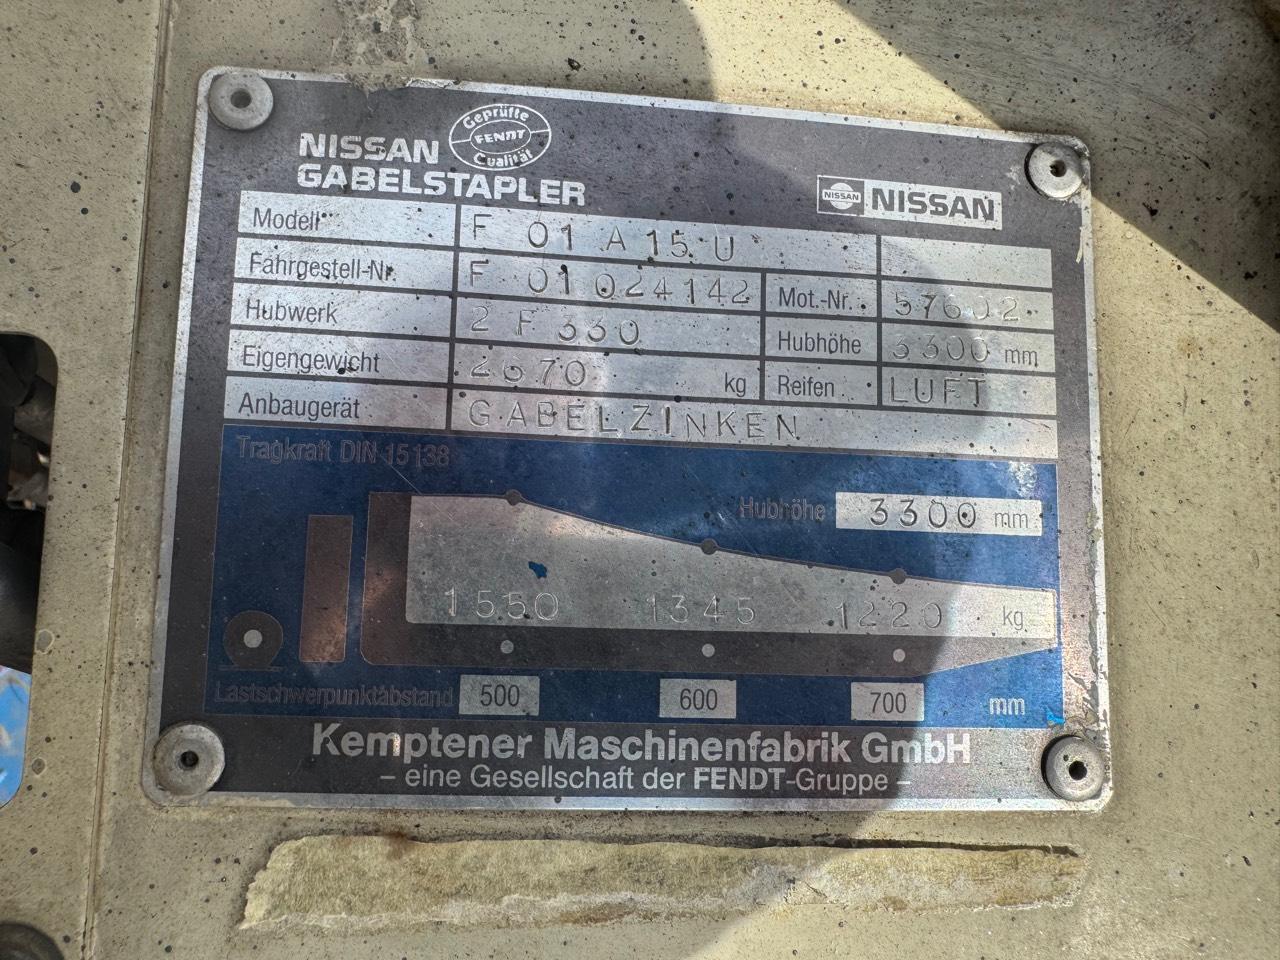 NISSAN
GABELSTAPLER
Geprüfte
FENDT
Qualität
NISSAN NISSAN
Modell F 01 A 15 U
Fahrgestell-Nr. F 01 024142 Mot.-Nr. 57602
Hubwerk 2 F 330 Hubhöhe 3300 mm
Eigengewicht 2670 kg Reifen LUFT
Anbaugerät GABELZINKEN
Tragkraft DIN 15138
Hubhöhe 3300 mm
1550 1345 1220 kg
Lastschwerpunktabstand 500 600 700 mm
Kemptener Maschinenfabrik GmbH
– eine Gesellschaft der FENDT-Gruppe –